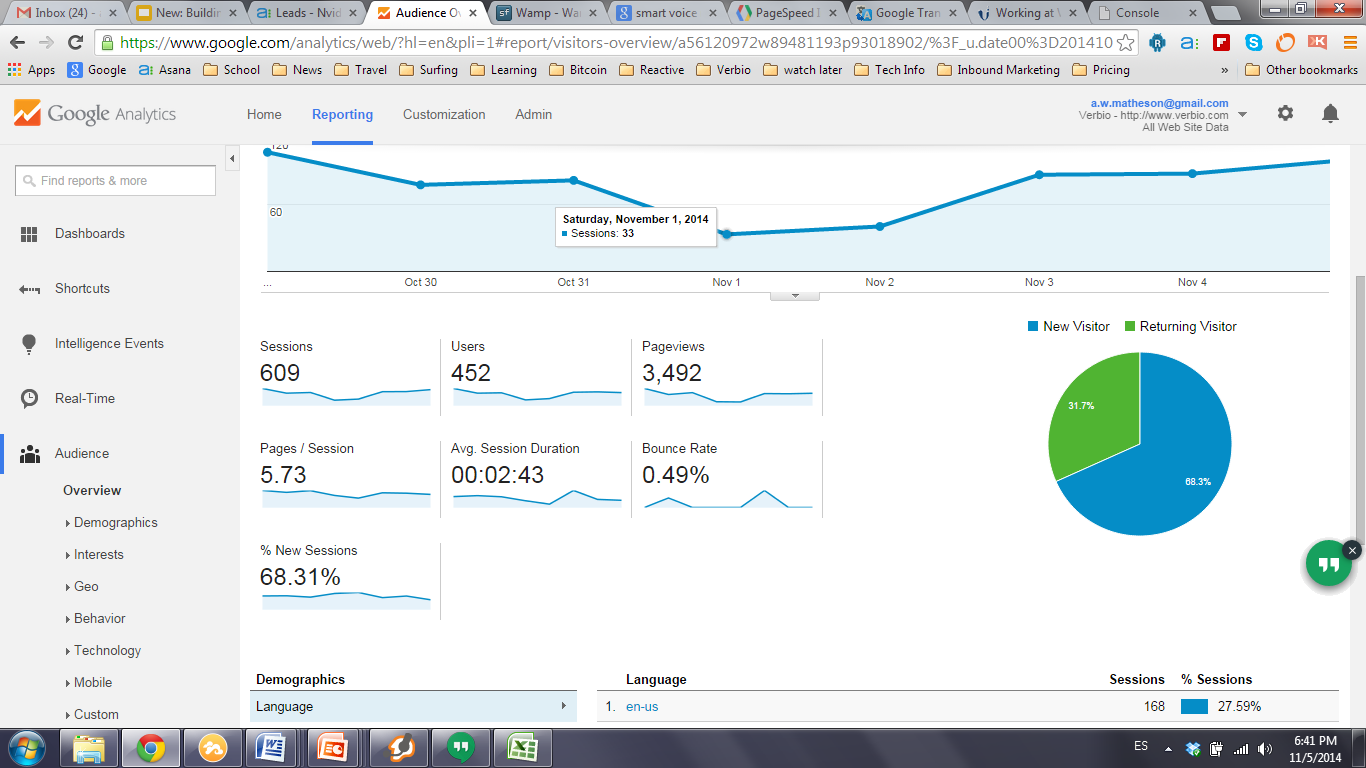 Inbox (24) - A
New: Buildin
Leads - Nvid
Audience Ov
Wamp - Wa
smart voice
PageSpeed I
Google Tran
Working at V
Console
https://www.google.com/analytics/web/?hl=en&pli=1#report/visitors-overview/a56120972w89481193p93018902/%3F_u.date00%3D201410
Apps
Google
Asana
School
News
Travel
Surfing
Learning
Bitcoin
Reactive
Verbio
watch later
Tech Info
Inbound Marketing
Pricing
»
Other bookmarks
Google Analytics
Home
Reporting
Customization
Admin
a.w.matheson@gmail.com
Verbio - http://www.verbio.com
All Web Site Data
Find reports & more
Dashboards
Shortcuts
Intelligence Events
Real-Time
Audience
Overview
Demographics
Interests
Geo
Behavior
Technology
Mobile
Custom
120
60
Saturday, November 1, 2014
Sessions: 33
...
Oct 30
Oct 31
Nov 1
Nov 2
Nov 3
Nov 4
New Visitor
Returning Visitor
31.7%
68.3%
Sessions
609
Users
452
Pageviews
3,492
Pages / Session
5.73
Avg. Session Duration
00:02:43
Bounce Rate
0.49%
% New Sessions
68.31%
Demographics
Language
Language
Sessions
% Sessions
1.
en-us
168
27.59%
ES
6:41 PM
11/5/2014